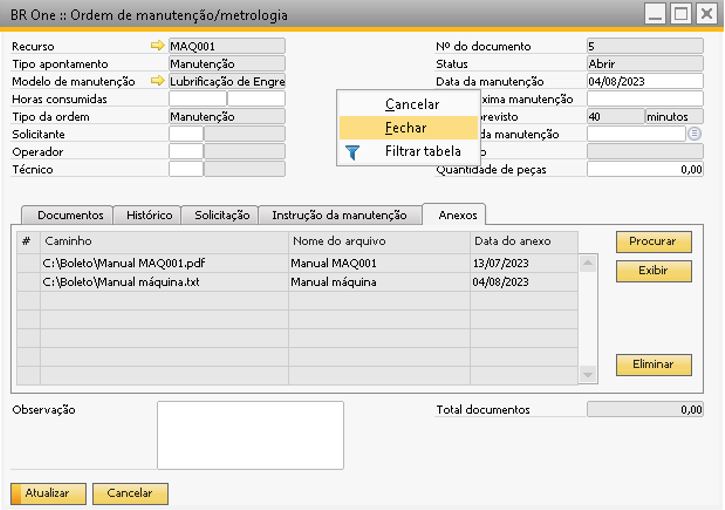 BR One :: Ordem de manutenção/metrologia
Recurso MAQ001 Nº do documento 5
Tipo apontamento Manutenção Status Abrir
Modelo de manutenção Lubrificação de Engre Data da manutenção 04/08/2023
Horas consumidas Cancelar xima manutenção
Tipo da ordem Manutenção Fechar revisto 40 minutos
Solicitante Filtrar tabela da manutenção
Operador o
Técnico Quantidade de peças 0,00
Documentos Histórico Solicitação Instrução da manutenção Anexos
# Caminho Nome do arquivo Data do anexo Procurar
C:\Boleto\Manual MAQ001.pdf Manual MAQ001 13/07/2023 Exibir
C:\Boleto\Manual máquina.txt Manual máquina 04/08/2023
Eliminar
Observação Total documentos 0,00
Atualizar Cancelar